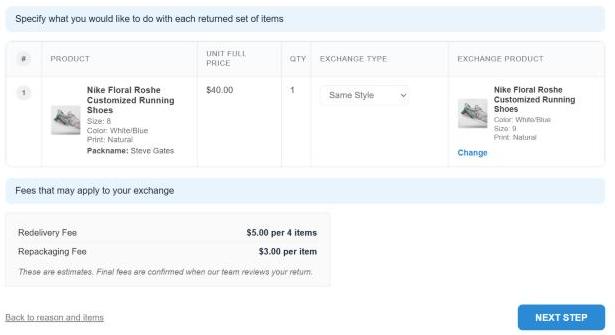 Specify what you would like to do with each returned set of items
# PRODUCT UNIT FULL PRICE QTY EXCHANGE TYPE EXCHANGE PRODUCT
1
Nike Floral Roshe
Customized Running
Shoes
Size: 8
Color: White/Blue
Print: Natural
Packname: Steve Gates
$40.00
1
Same Style
Nike Floral Roshe
Customized Running
Shoes
Color: White/Blue
Size: 9
Print: Natural
Change
Fees that may apply to your exchange
Redelivery Fee $5.00 per 4 items
Repackaging Fee $3.00 per item
These are estimates. Final fees are confirmed when our team reviews your return.
Back to reason and items
NEXT STEP